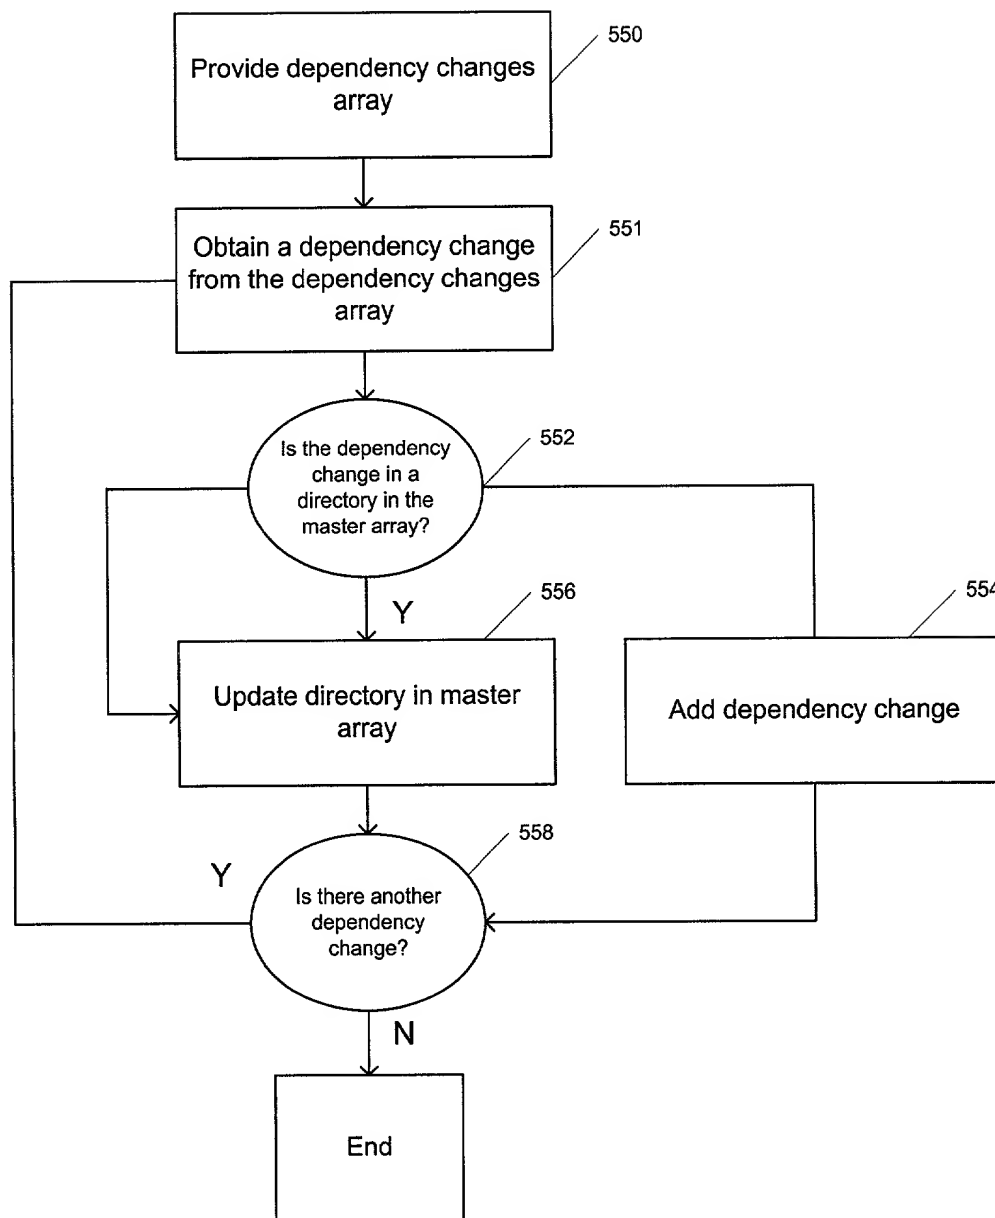 550
Provide dependency changes
array
551
Obtain a dependency change
from the dependency changes
array
552
Is the dependency
change in a
directory in the
master array?
Y
556
554
Update directory in master
array
Add dependency change
558
Y
Is there another
dependency
change?
N
End